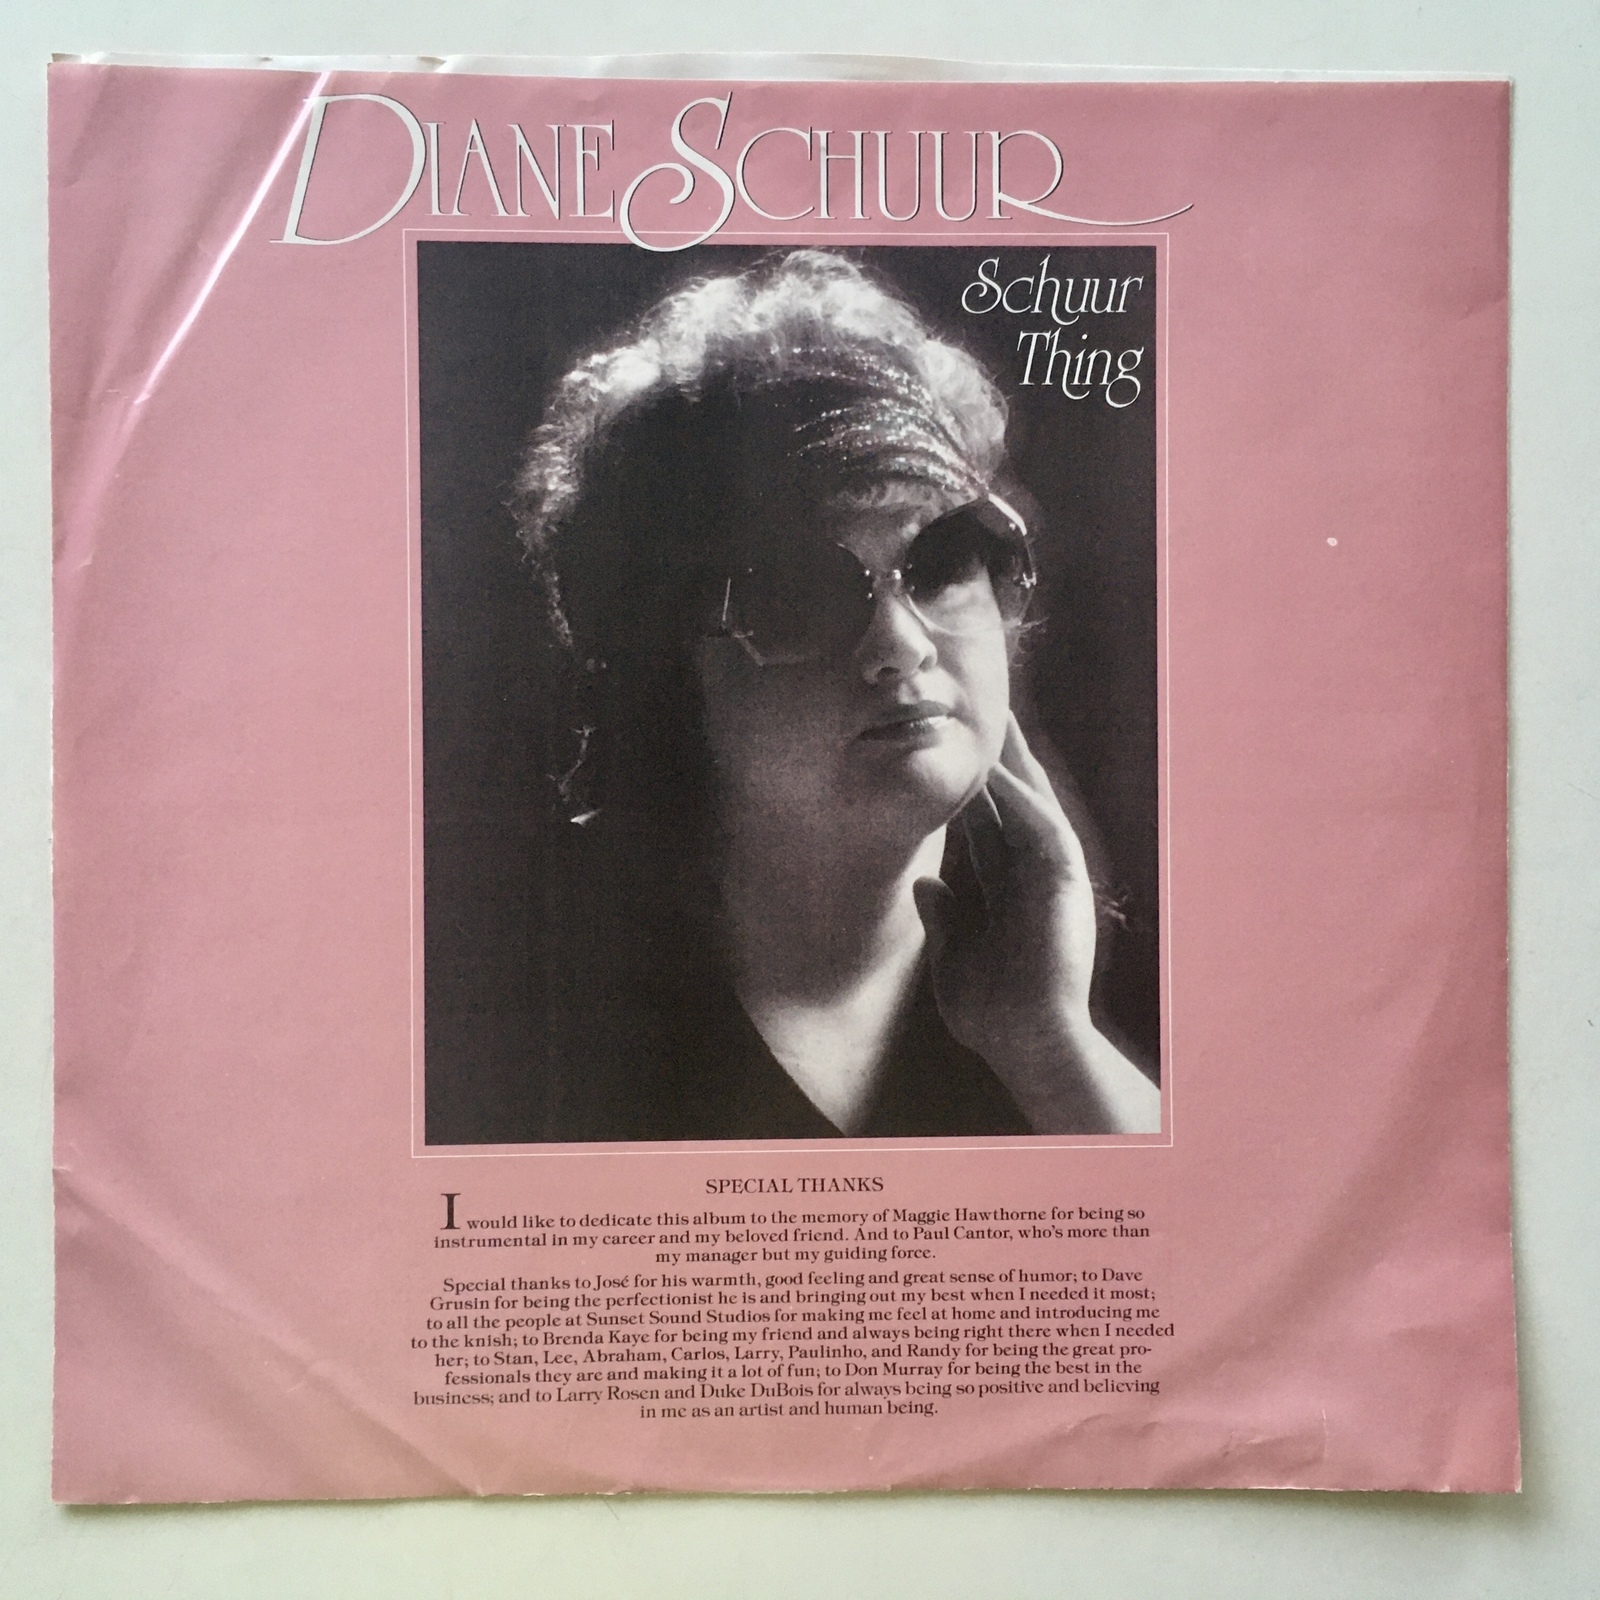 DIANE SCHUUR
Schuur
Thing
SPECIAL THANKS
I would like to dedicate this album to the memory of Maggie Hawthorne for being so
instrumental in my career and my beloved friend. And to Paul Cantor, who's more than
my manager but my guiding force.
Special thanks to José for his warmth, good feeling and great sense of humor; to Dave
Grusin for being the perfectionist he is and bringing out my best when I needed it most;
to all the people at Sunset Sound Studios for making me feel at home and introducing me
to the knish; to Brenda Kaye for being my friend and always being right there when I needed
her; to Stan, Lee, Abraham, Carlos, Larry, Paulinho, and Randy for being the great pro-
fessionals they are and making it a lot of fun; to Don Murray for being the best in the
business; and to Larry Rosen and Duke DuBois for always being so positive and believing
in me as an artist and human being.